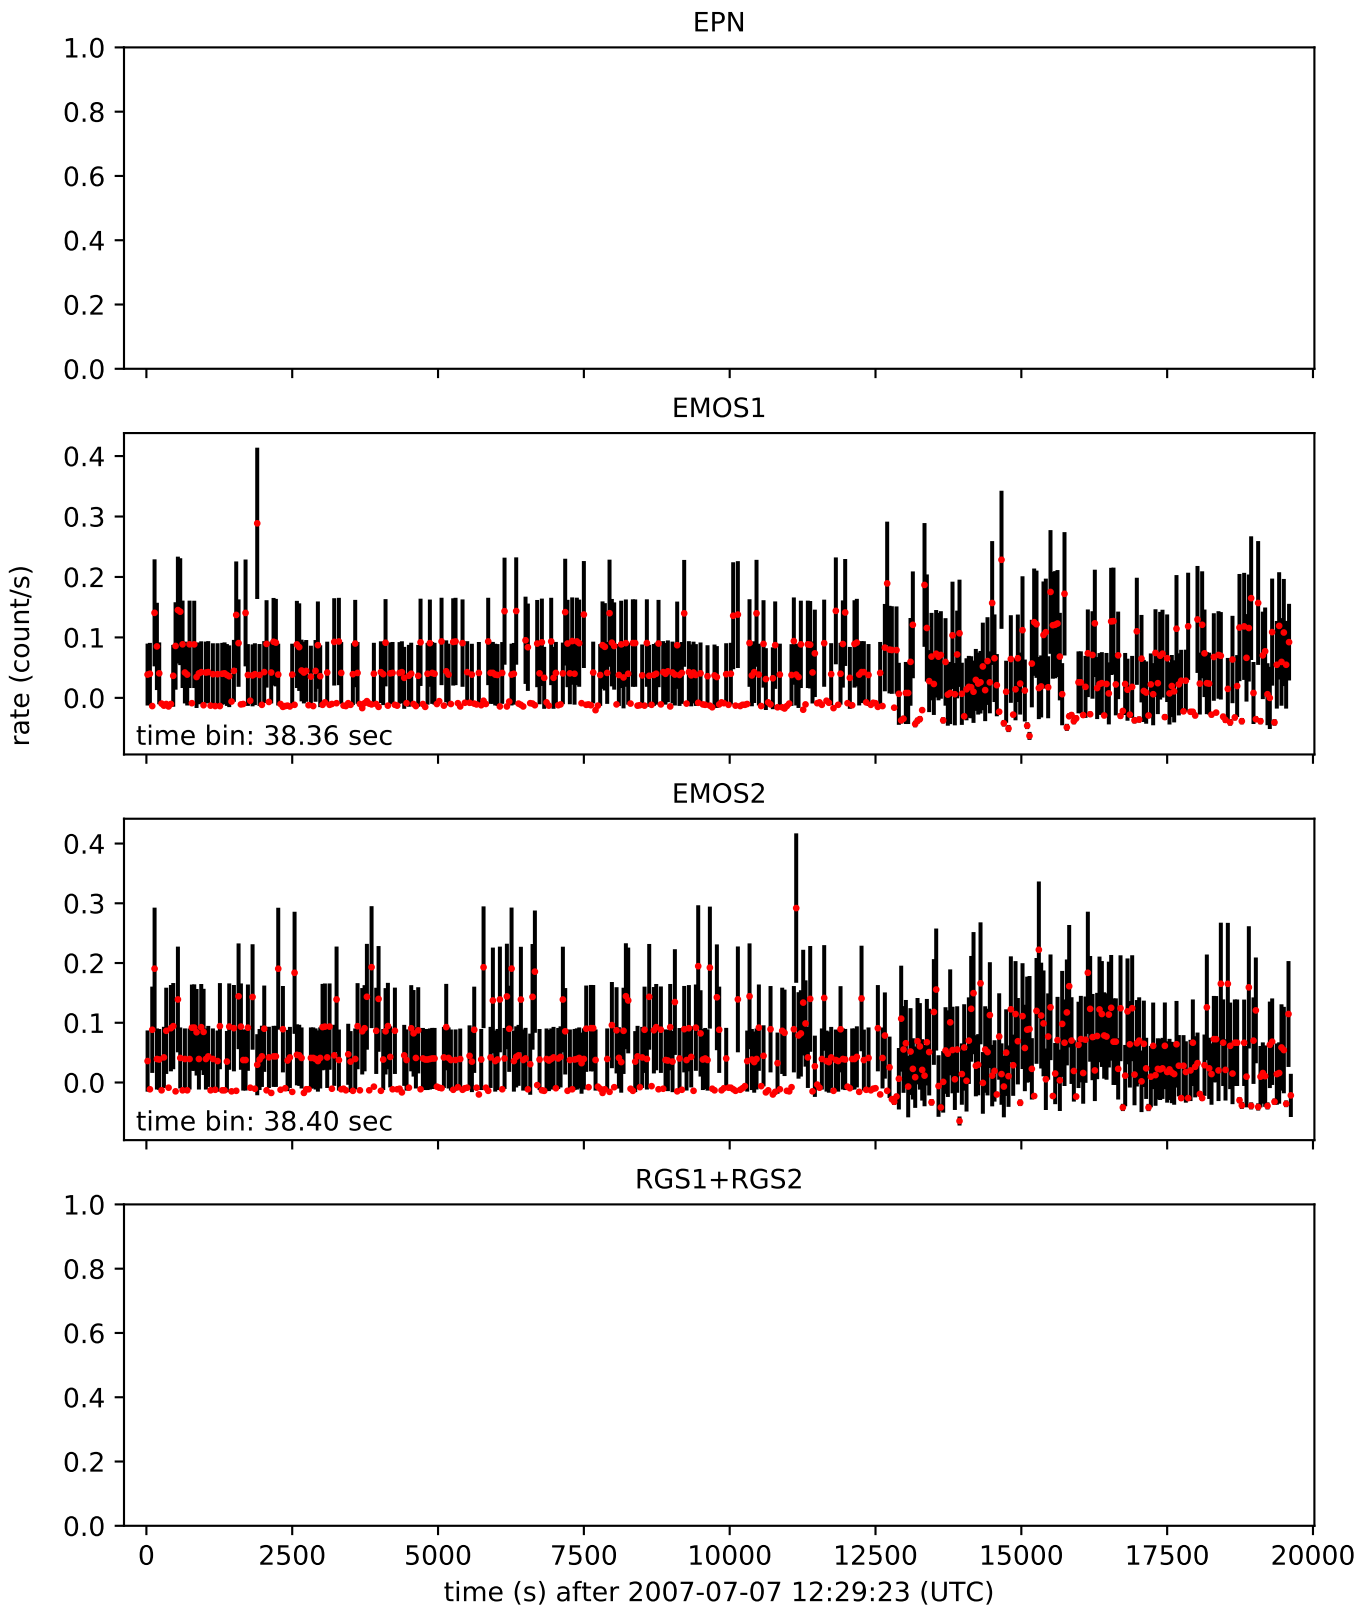 EPN
1.0
0.8
0.6
0.4
0.2
0.0
EMOS1
0.4
0.3
0.2
0.1
0.0
time bin: 38.36 sec
rate (count/s)
EMOS2
0.4
0.3
0.2
0.1
0.0
time bin: 38.40 sec
RGS1+RGS2
1.0
0.8
0.6
0.4
0.2
0.0
0 2500 5000 7500 10000 12500 15000 17500 20000
time (s) after 2007-07-07 12:29:23 (UTC)